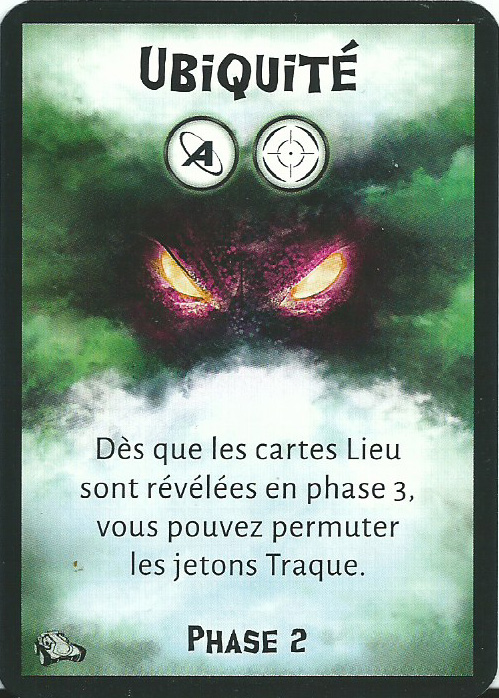 UBiQUiTÉ
A
Dès que les cartes Lieu
sont révélées en phase 3,
vous pouvez permuter
les jetons Traque.
PHASE 2